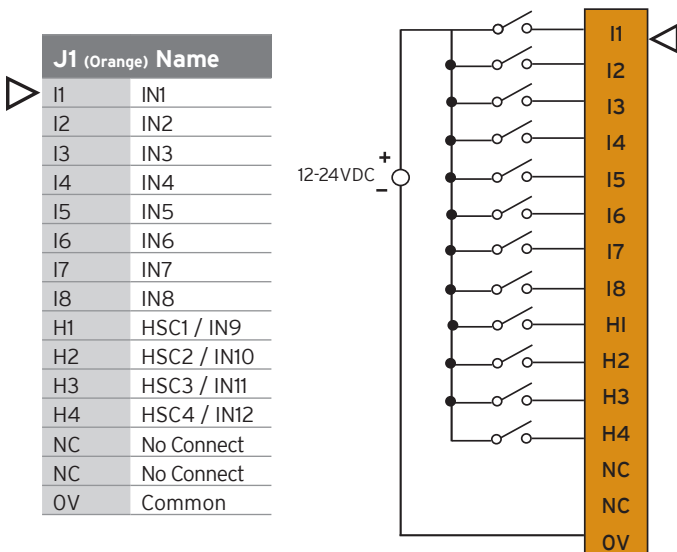 J1 (Orange) Name
I1 IN1
I2 IN2
I3 IN3
I4 IN4
I5 IN5
I6 IN6
I7 IN7
I8 IN8
H1 HSC1 / IN9
H2 HSC2 / IN10
H3 HSC3 / IN11
H4 HSC4 / IN12
NC No Connect
NC No Connect
0V Common
12-24VDC
+
−
I1
I2
I3
I4
I5
I6
I7
I8
HI
H2
H3
H4
NC
NC
0V